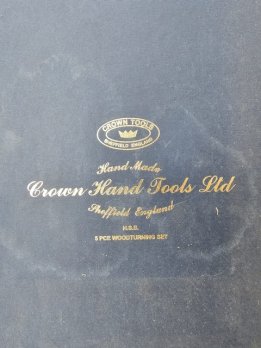 CROWN TOOLS
SHEFFIELD ENGLAND
Hand Made
Crown Hand Tools Ltd
Sheffield England
H.S.S.
5 PCE WOODTURNING SET